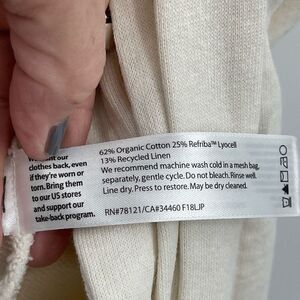 want our
clothes back, even
if they're worn or
torn. Bring them
to our US stores
and support our
take-back program.
62% Organic Cotton 25% Refriba™ Lyocell
13% Recycled Linen
We recommend machine wash cold in a mesh bag,
separately, gentle cycle. Do not bleach. Rinse well.
Line dry. Press to restore. May be dry cleaned.
RN#78121/CA#34460 F18LJP